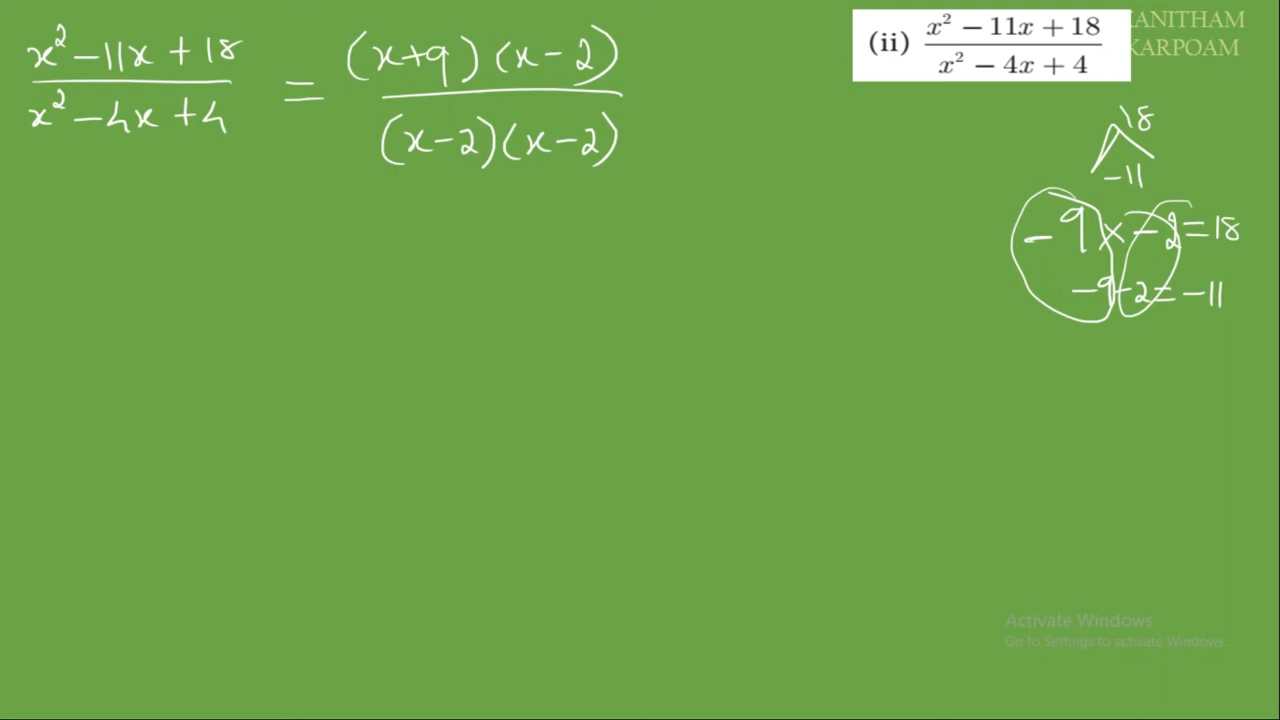 x² − 11x + 18 / x² − 4x + 4 = (x+9) (x−2) / (x−2)(x−2)
(ii) x² − 11x + 18 / x² − 4x + 4
KANITHAM
KARPOAM
18
−11
−9 × −2 = 18
−9 −2 = −11
Activate Windows
Go to Settings to activate Windows.